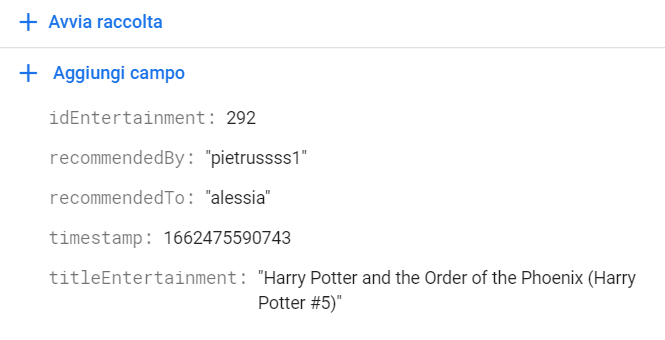 + Avvia raccolta
+ Aggiungi campo
idEntertainment: 292
recommendedBy: "pietrussss1"
recommendedTo: "alessia"
timestamp: 1662475590743
titleEntertainment: "Harry Potter and the Order of the Phoenix (Harry
Potter #5)"